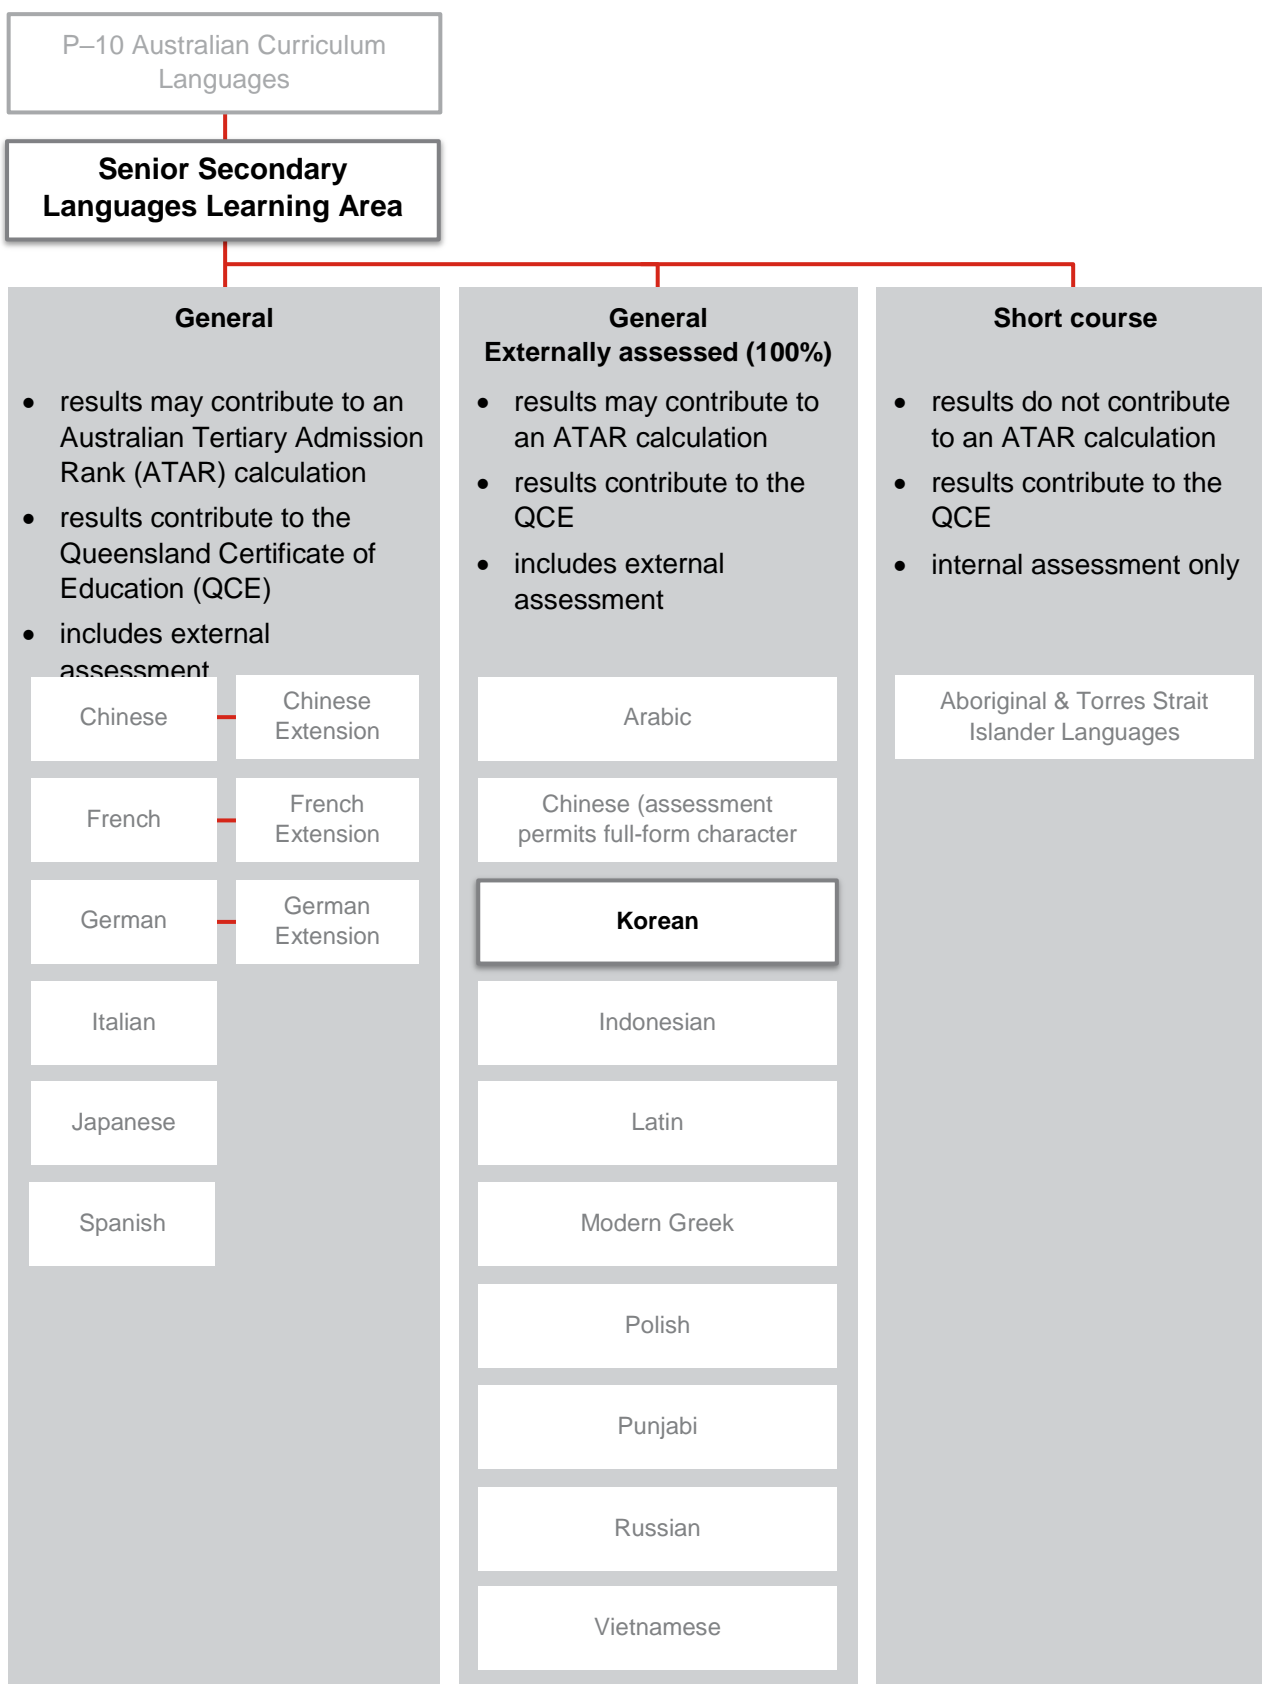 P–10 Australian Curriculum
Languages
Senior Secondary
Languages Learning Area
General
• results may contribute to an
Australian Tertiary Admission
Rank (ATAR) calculation
• results contribute to the
Queensland Certificate of
Education (QCE)
• includes external
assessment
Chinese
Chinese
Extension
French
French
Extension
German
German
Extension
Italian
Japanese
Spanish
General
Externally assessed (100%)
• results may contribute to
an ATAR calculation
• results contribute to the
QCE
• includes external
assessment
Arabic
Chinese (assessment
permits full-form character
Korean
Indonesian
Latin
Modern Greek
Polish
Punjabi
Russian
Vietnamese
Short course
• results do not contribute
to an ATAR calculation
• results contribute to the
QCE
• internal assessment only
Aboriginal & Torres Strait
Islander Languages